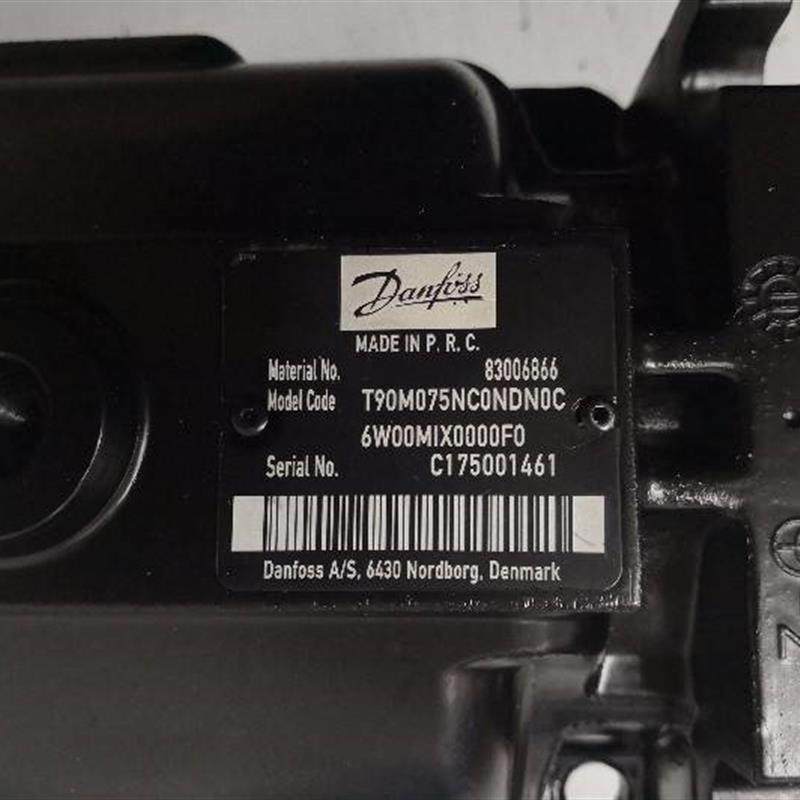 Danfoss
MADE IN P. R. C.
Material No. 83006866
Model Code T90M075NC0NDN0C
6W00MIX0000F0
Serial No. C175001461
Danfoss A/S, 6430 Nordborg, Denmark